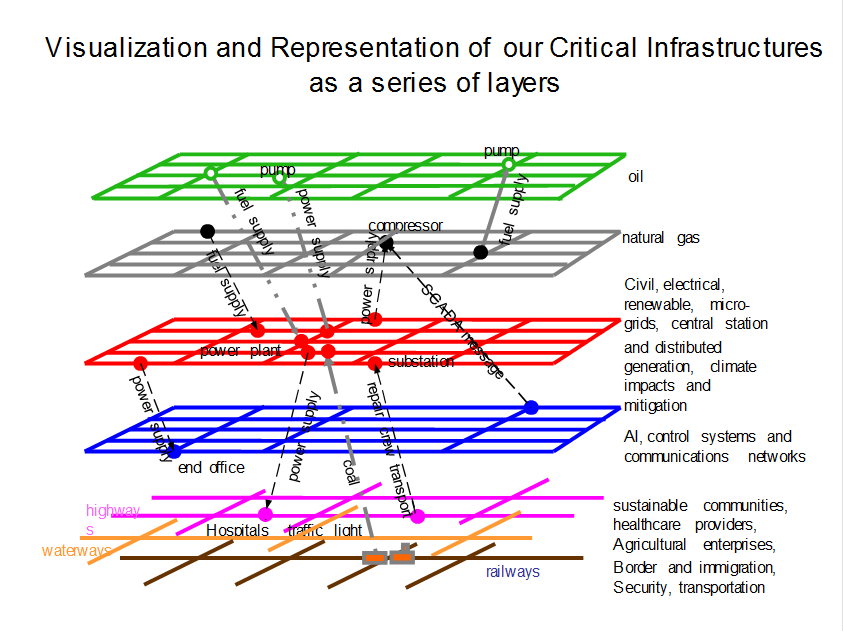 Visualization and Representation of our Critical Infrastructures
as a series of layers
pump
pump
oil
fuel supply
power supply
fuel supply
compressor
natural gas
fuel supply
power supply
SCADA message
Civil, electrical,
renewable, micro-
grids, central station
and distributed
generation, climate
impacts and
mitigation
power plant
substation
power supply
power supply
repair crew transport
coal
AI, control systems and
communications networks
end office
highway
s
Hospitals traffic light
waterways
railways
sustainable communities,
healthcare providers,
Agricultural enterprises,
Border and immigration,
Security, transportation